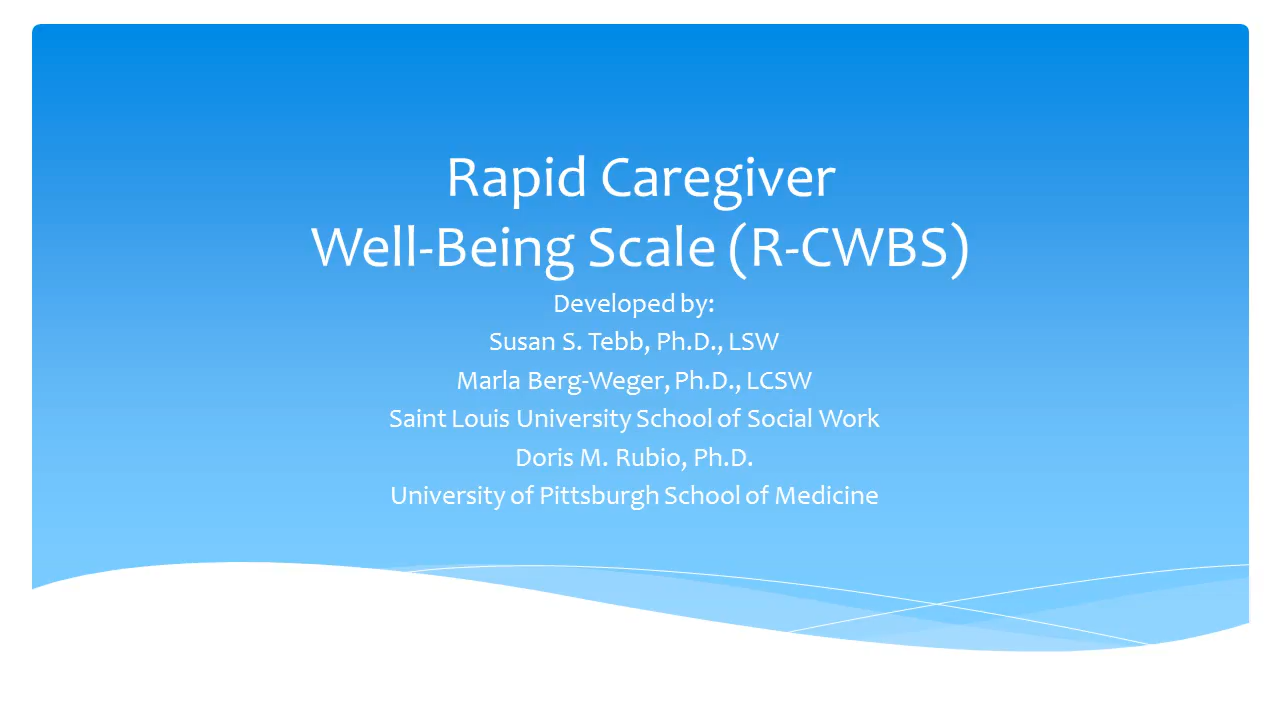 Rapid Caregiver
Well-Being Scale (R-CWBS)
Developed by:
Susan S. Tebb, Ph.D., LSW
Marla Berg-Weger, Ph.D., LCSW
Saint Louis University School of Social Work
Doris M. Rubio, Ph.D.
University of Pittsburgh School of Medicine